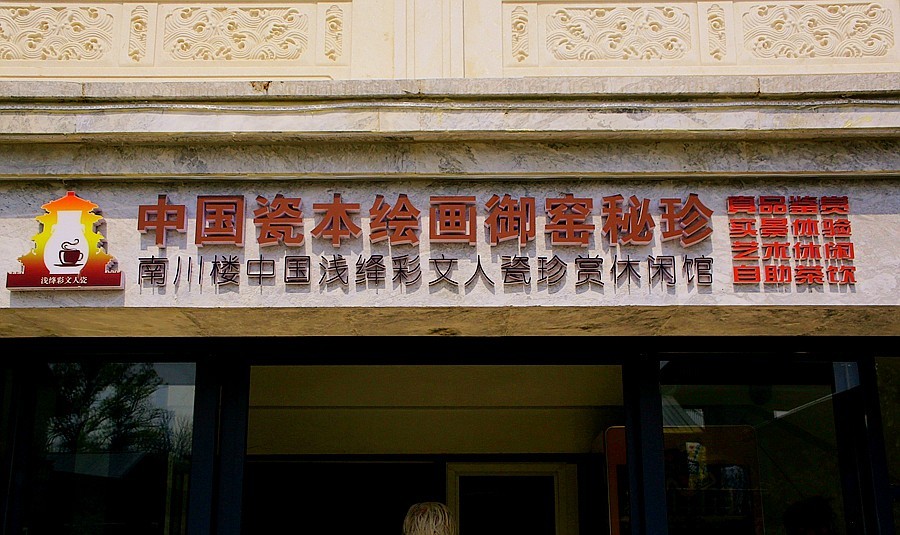 中国瓷本绘画御窑秘珍
南川楼中国浅绛彩文人瓷珍赏休闲馆
浅绛彩文人瓷
真品鉴赏
实景体验
艺术休闲
自助茶饮